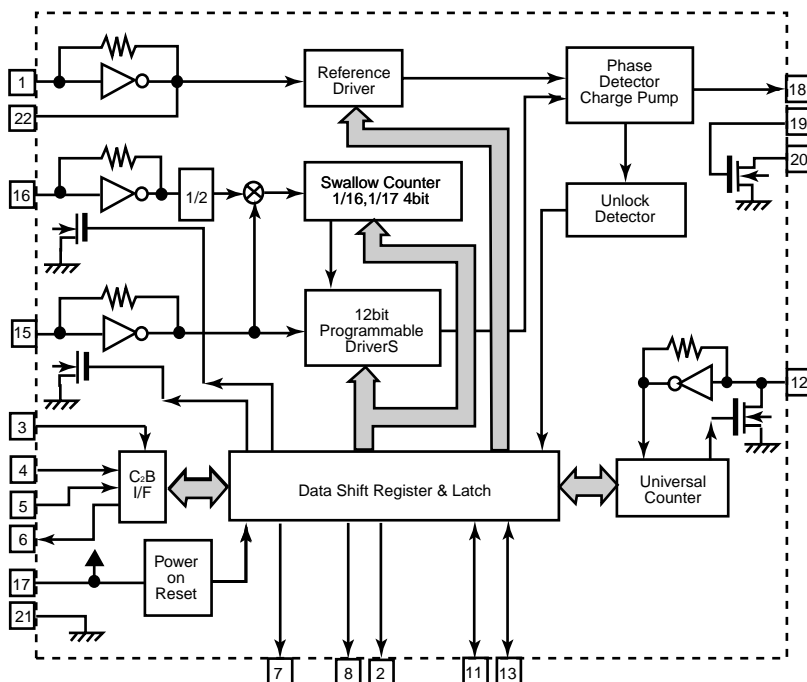 1
22
16
15
3
4
5
6
17
21
Reference
Driver
Phase
Detector
Charge Pump
18
19
20
1/2
Swallow Counter
1/16,1/17 4bit
Unlock
Detector
12bit
Programmable
DriverS
12
C2B
I/F
Data Shift Register & Latch
Universal
Counter
Power
on
Reset
7
8
2
11
13